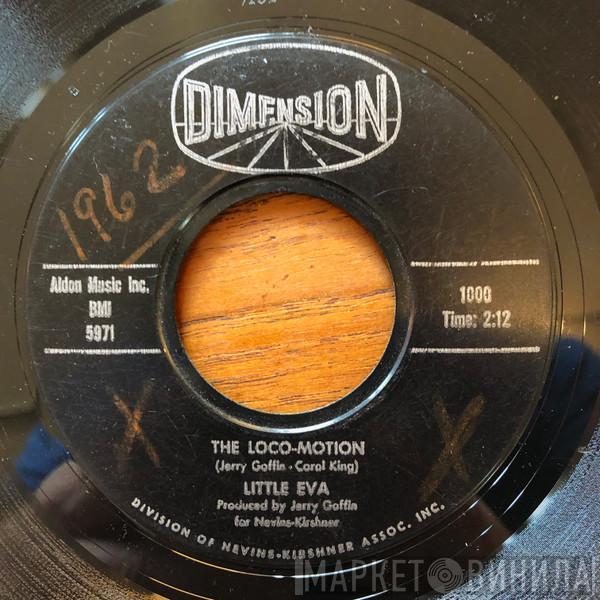 DIMENSION
1962
Aldon Music Inc.
BMI
5971
1000
Time: 2:12
THE LOCO-MOTION
(Jerry Goffin - Carol King)
LITTLE EVA
Produced by Jerry Goffin
for Nevins-Kirshner
DIVISION OF NEVINS-KIRSHNER ASSOC. INC.
X
X
МАРКЕТ ВИНИЛА